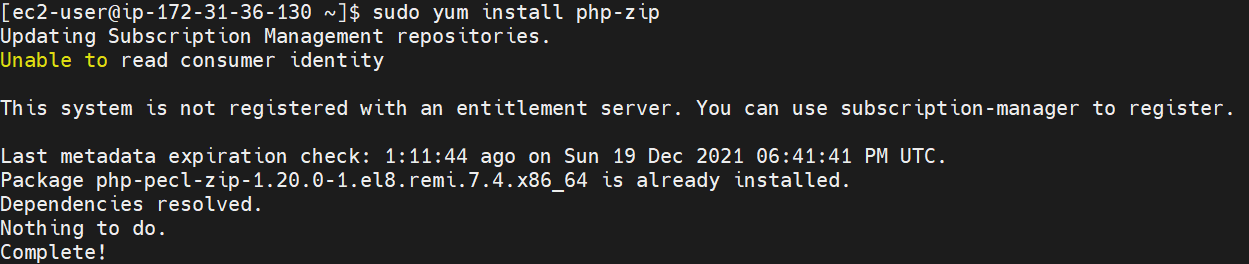 [ec2-user@ip-172-31-36-130 ~]$ sudo yum install php-zip
Updating Subscription Management repositories.
Unable to read consumer identity
This system is not registered with an entitlement server. You can use subscription-manager to register.
Last metadata expiration check: 1:11:44 ago on Sun 19 Dec 2021 06:41:41 PM UTC.
Package php-pecl-zip-1.20.0-1.el8.remi.7.4.x86_64 is already installed.
Dependencies resolved.
Nothing to do.
Complete!